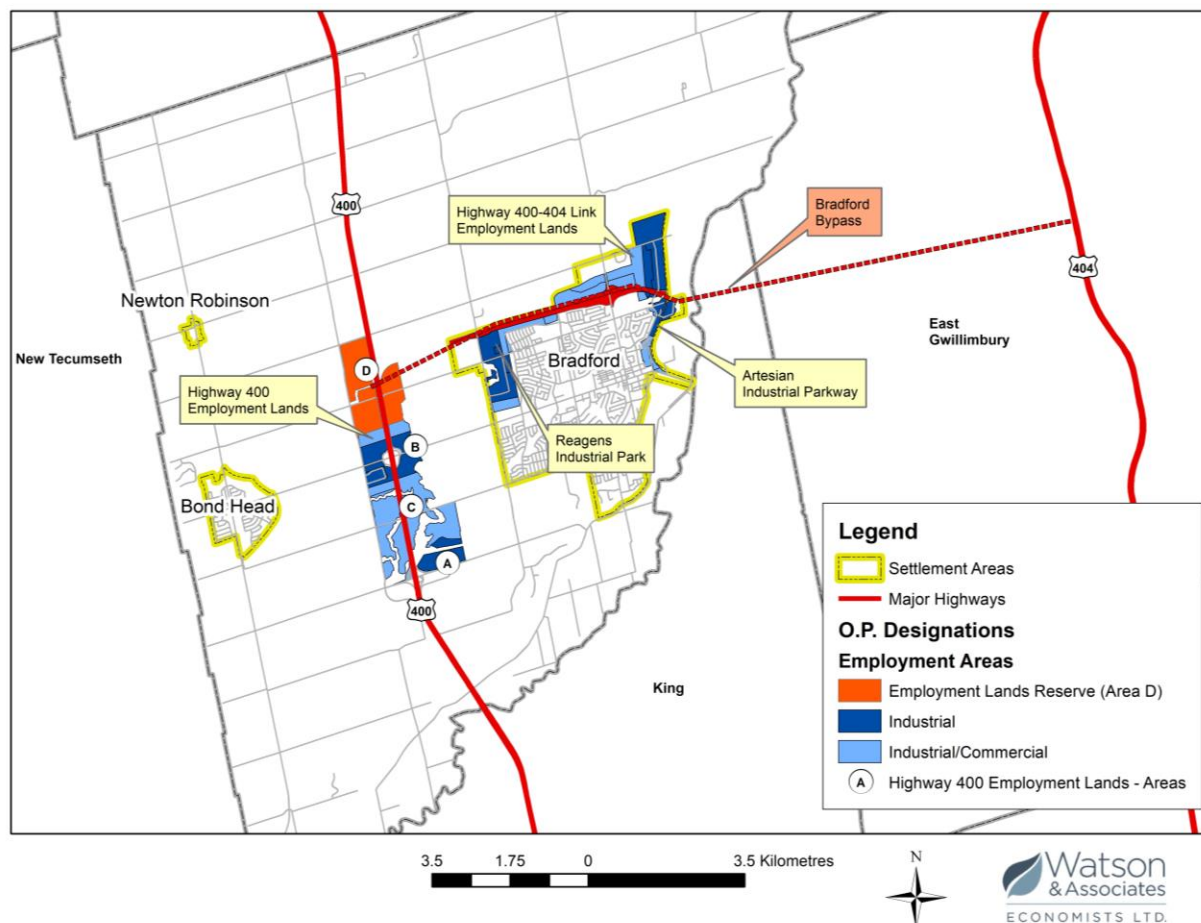 400
Highway 400-404 Link
Employment Lands
Bradford
Bypass
404
Newton Robinson
New Tecumseth
East
Gwillimbury
Bradford
D
Highway 400
Employment Lands
Artesian
Industrial Parkway
B
Reagens
Industrial Park
Bond Head
C
A
400
King
Legend
Settlement Areas
Major Highways
O.P. Designations
Employment Areas
Employment Lands Reserve (Area D)
Industrial
Industrial/Commercial
A Highway 400 Employment Lands - Areas
3.5 1.75 0 3.5 Kilometres
N
Watson
& Associates
ECONOMISTS LTD.